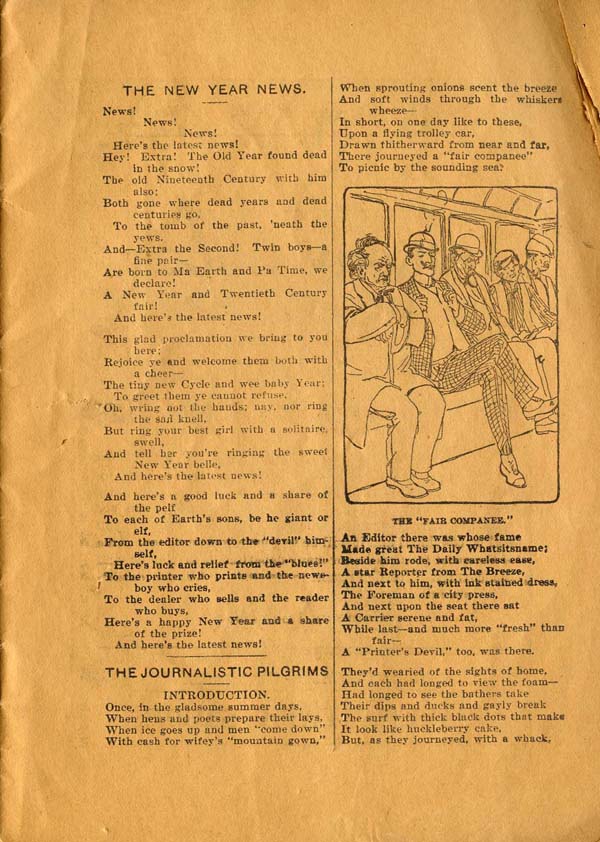 THE NEW YEAR NEWS.
News!
News!
News!
Here's the latest news!
Hey! Extra! The Old Year found dead
in the snow!
The old Nineteenth Century with him
also;
Both gone where dead years and dead
centuries go,
To the tomb of the past, 'neath the
yews.
And—Extra the Second! Twin boys—a
fine pair—
Are born to Ma Earth and Pa Time, we
declare!
A New Year and Twentieth Century
fair!
And here's the latest news!
This glad proclamation we bring to you
here;
Rejoice ye and welcome them both with
a cheer—
The tiny new Cycle and wee baby Year;
To greet them ye cannot refuse.
Oh, wring not the hands; nay, nor ring
the sad knell,
But ring your best girl with a solitaire,
swell,
And tell her you're ringing the sweet
New Year belle,
And here's the latest news!
And here's a good luck and a share of
the pelf
To each of Earth's sons, be he giant or
elf,
From the editor down to the "devil" him-
self,
Here's luck and relief from the "blues!"
To the printer who prints and the news-
boy who cries,
To the dealer who sells and the reader
who buys,
Here's a happy New Year and a share
of the prize!
And here's the latest news!
THE JOURNALISTIC PILGRIMS
INTRODUCTION.
Once, in the gladsome summer days,
When hens and poets prepare their lays,
When ice goes up and men "come down"
With cash for wifey's "mountain gown,"
When sprouting onions scent the breeze
And soft winds through the whiskers
wheeze—
In short, on one day like to these,
Upon a flying trolley car,
Drawn thitherward from near and far,
There journeyed a "fair companee"
To picnic by the sounding sea?
THE "FAIR COMPANEE."
An Editor there was whose fame
Made great The Daily Whatsitsname;
Beside him rode, with careless ease,
A star Reporter from The Breeze,
And next to him, with ink stained dress,
The Foreman of a city press,
And next upon the seat there sat
A Carrier serene and fat,
While last—and much more "fresh" than
fair—
A "Printer's Devil," too, was there.
They'd wearied of the sights of home,
And each had longed to view the foam—
Had longed to see the bathers take
Their dips and ducks and gayly break
The surf with thick black dots that make
It look like huckleberry cake,
But, as they journeyed, with a whack,